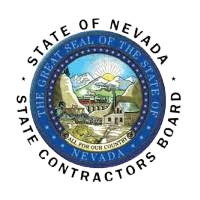 STATE OF NEVADA
STATE CONTRACTORS BOARD
THE GREAT SEAL OF THE STATE OF
NEVADA
ALL FOR OUR COUNTRY